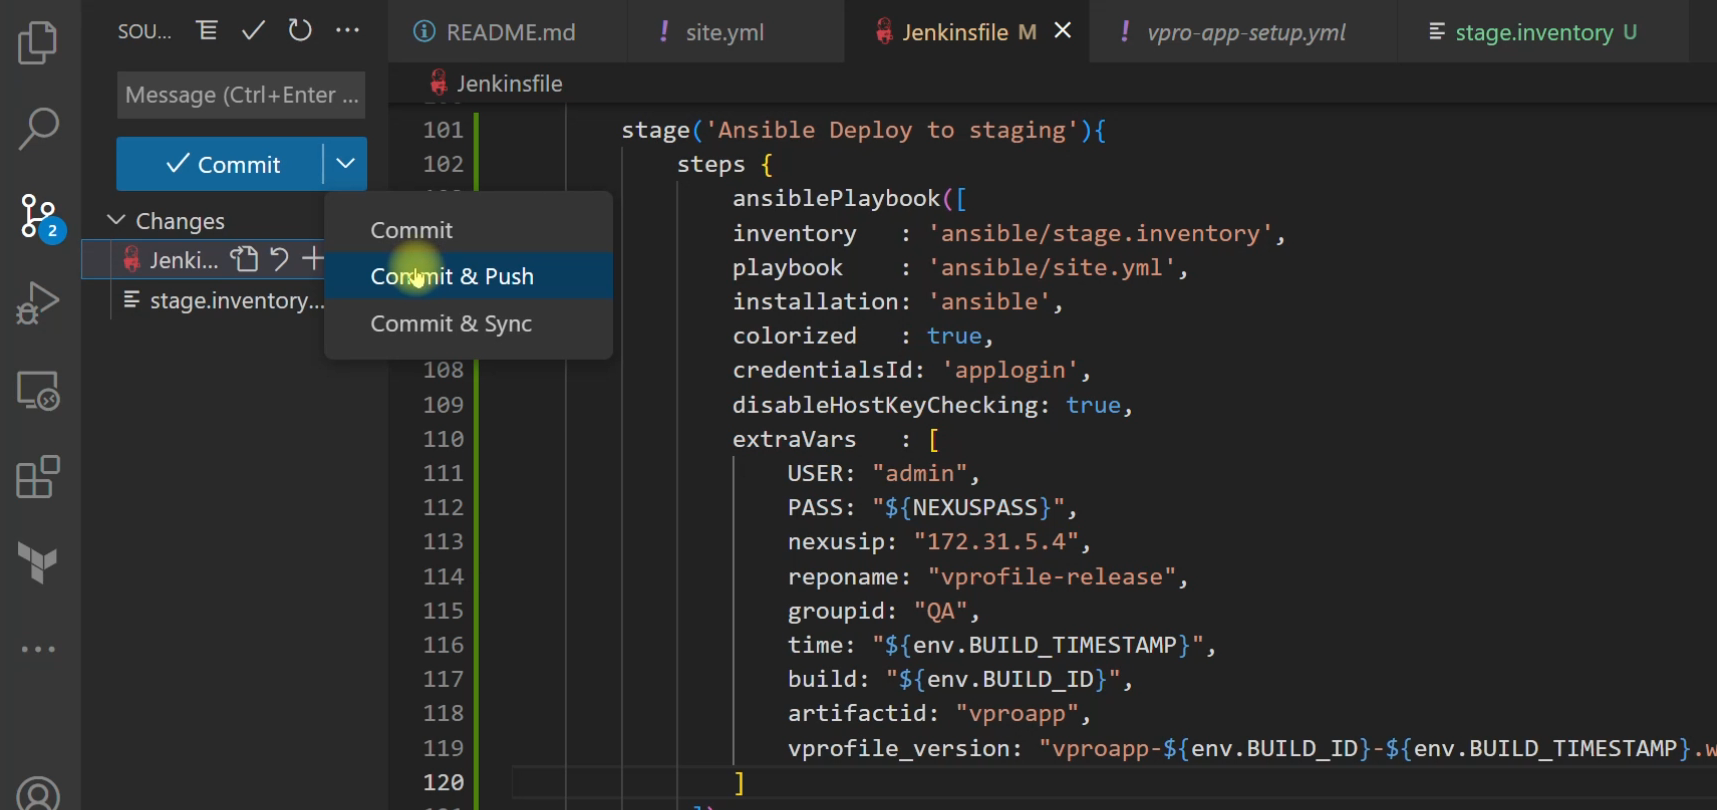 SOU...
Message (Ctrl+Enter ...
Commit
Changes
2
Jenki...
stage.inventory...
Commit
Commit & Push
Commit & Sync
README.md
! site.yml
Jenkinsfile M
! vpro-app-setup.yml
stage.inventory U
Jenkinsfile
101 stage('Ansible Deploy to staging'){
102 steps {
ansiblePlaybook([
inventory   : 'ansible/stage.inventory',
playbook    : 'ansible/site.yml',
installation: 'ansible',
colorized   : true,
108 credentialsId: 'applogin',
109 disableHostKeyChecking: true,
110 extraVars   : [
111 USER: "admin",
112 PASS: "${NEXUSPASS}",
113 nexusip: "172.31.5.4",
114 reponame: "vprofile-release",
115 groupid: "QA",
116 time: "${env.BUILD_TIMESTAMP}",
117 build: "${env.BUILD_ID}",
118 artifactid: "vproapp",
119 vprofile_version: "vproapp-${env.BUILD_ID}-${env.BUILD_TIMESTAMP}.w
120 ]